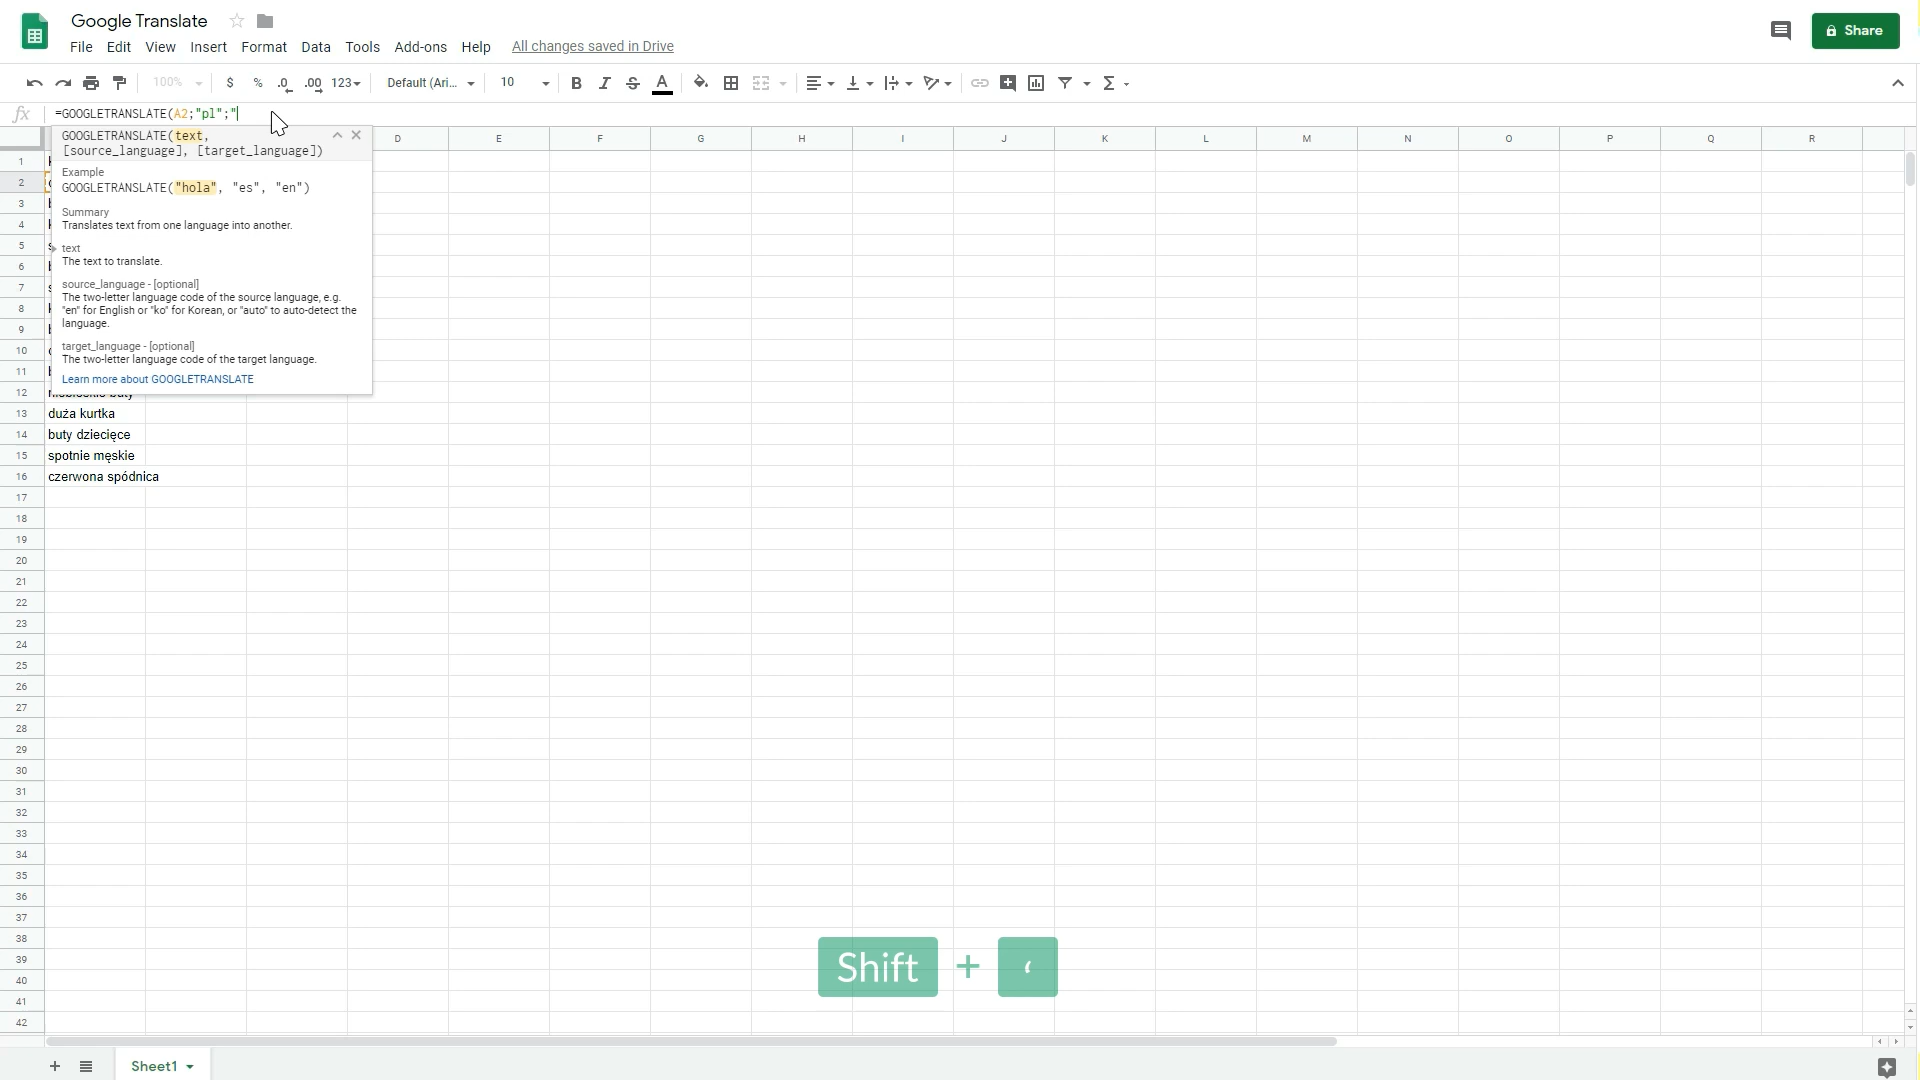 Google Translate
Share
File Edit View Insert Format Data Tools Add-ons Help All changes saved in Drive
100% $ % .0 .00 123 Default (Ari... 10 B I S A Σ
fx =GOOGLETRANSLATE(A2;"pl";"
GOOGLETRANSLATE(text,
[source_language], [target_language])
Example
GOOGLETRANSLATE("hola", "es", "en")
Summary
Translates text from one language into another.
text
The text to translate.
source_language - [optional]
The two-letter language code of the source language, e.g.
"en" for English or "ko" for Korean, or "auto" to auto-detect the
language.
target_language - [optional]
The two-letter language code of the target language.
Learn more about GOOGLETRANSLATE
D E F G H I J K L M N O P Q R
1
2
3
4
5
6
7
8
9
10
11
12
13 duża kurtka
14 buty dziecięce
15 spotnie męskie
16 czerwona spódnica
17
18
19
20
21
22
23
24
25
26
27
28
29
30
31
32
33
34
35
36
37
38
39
40
41
42
Shift + ‘
+ Sheet1